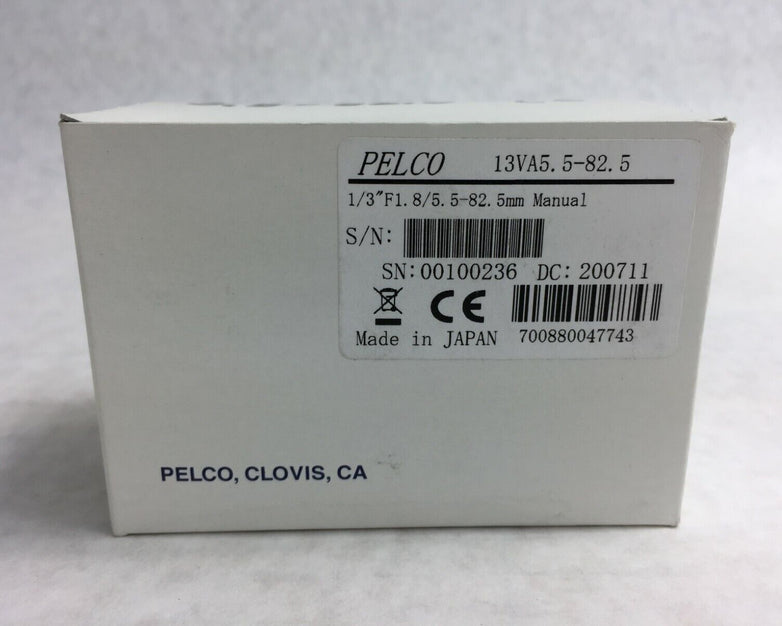 PELCO 13VA5.5-82.5
1/3"F1.8/5.5-82.5mm Manual
S/N:
SN:00100236 DC:200711
CE
Made in JAPAN 700880047743
PELCO, CLOVIS, CA